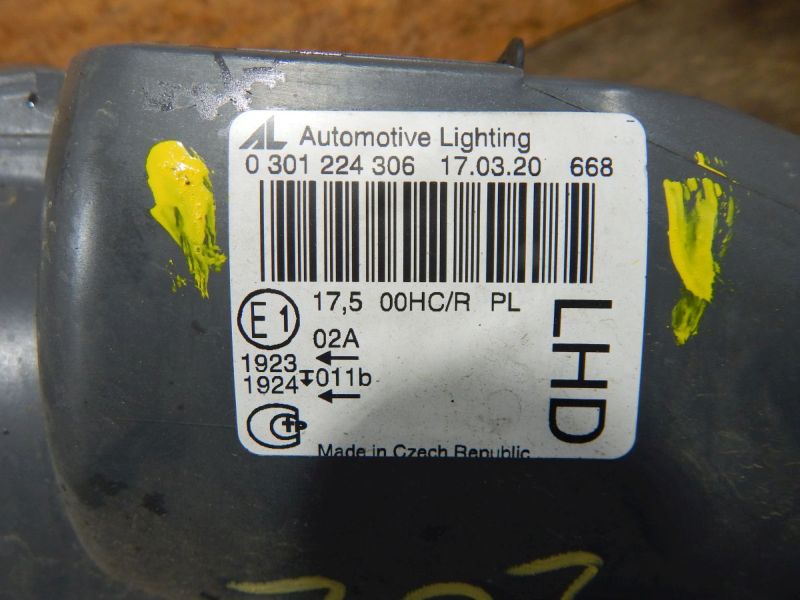 AL Automotive Lighting
0 301 224 306 17.03.20 668
17,5 00HC/R PL
E1
02A
1923
1924 011b
LHD
Made in Czech Republic